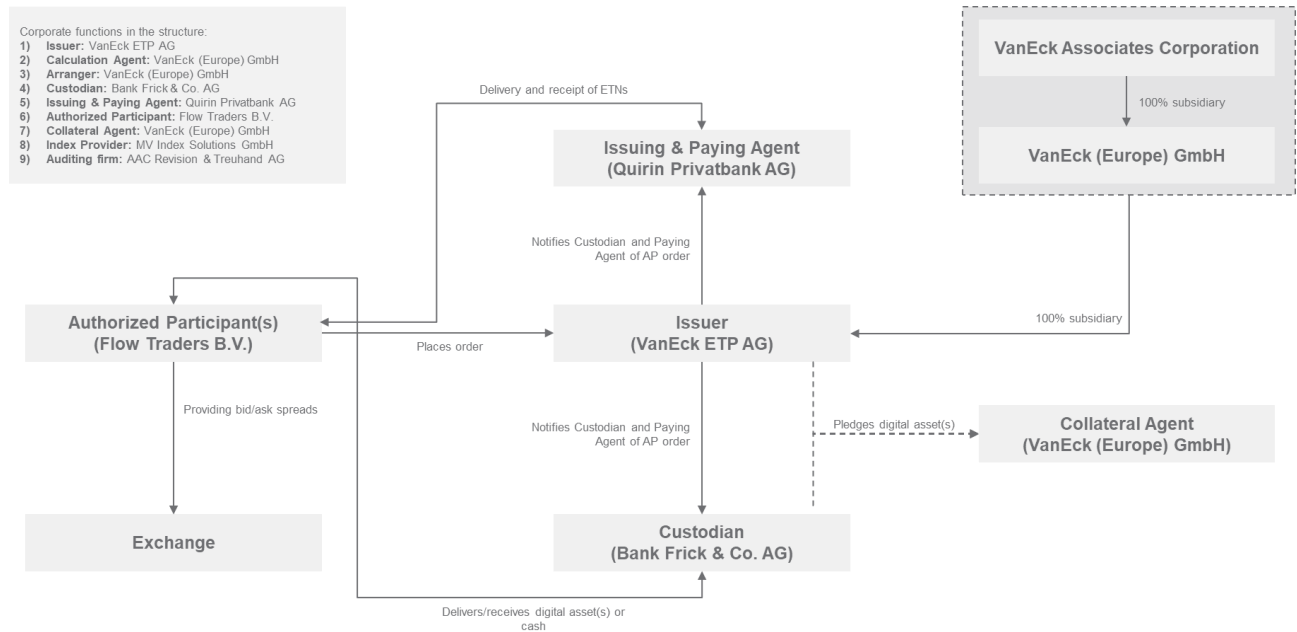 Corporate functions in the structure:
1) Issuer: VanEck ETP AG
2) Calculation Agent: VanEck (Europe) GmbH
3) Arranger: VanEck (Europe) GmbH
4) Custodian: Bank Frick & Co. AG
5) Issuing & Paying Agent: Quirin Privatbank AG
6) Authorized Participant: Flow Traders B.V.
7) Collateral Agent: VanEck (Europe) GmbH
8) Index Provider: MV Index Solutions GmbH
9) Auditing firm: AAC Revision & Treuhand AG
VanEck Associates Corporation
100% subsidiary
VanEck (Europe) GmbH
Delivery and receipt of ETNs
Issuing & Paying Agent
(Quirin Privatbank AG)
Notifies Custodian and Paying
Agent of AP order
Authorized Participant(s)
(Flow Traders B.V.)
Places order
Issuer
(VanEck ETP AG)
100% subsidiary
Providing bid/ask spreads
Notifies Custodian and Paying
Agent of AP order
Pledges digital asset(s)
Collateral Agent
(VanEck (Europe) GmbH)
Exchange
Custodian
(Bank Frick & Co. AG)
Delivers/receives digital asset(s) or
cash